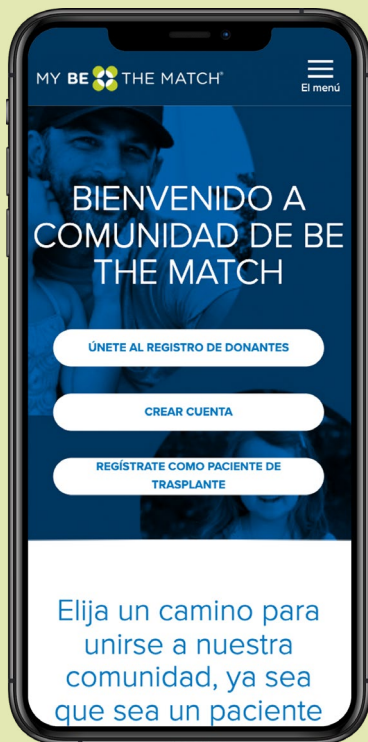 MY BE THE MATCH®
El menú
BIENVENIDO A
COMUNIDAD DE BE
THE MATCH
ÚNETE AL REGISTRO DE DONANTES
CREAR CUENTA
REGÍSTRATE COMO PACIENTE DE
TRASPLANTE
Elija un camino para
unirse a nuestra
comunidad, ya sea
que sea un paciente